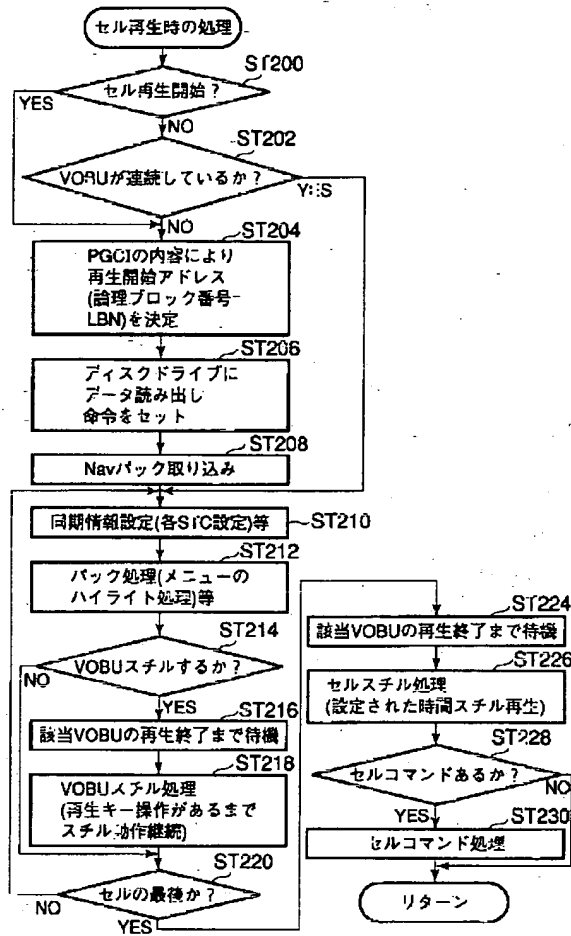 セル再生時の処理
ST200
セル再生開始?
YES
NO
ST202
VOBUが連続しているか?
YES
NO
ST204
PGCIの内容により
再生開始アドレス
(論理ブロック番号
LBN)を決定
ST206
ディスクドライブに
データ読み出し
命令をセット
ST208
Navパック取り込み
同期情報設定(各STC設定)等
ST210
ST212
パック処理(メニューの
ハイライト処理)等
ST214
VOBUスチルするか?
NO
YES
ST216
該当VOBUの再生終了まで待機
ST218
VOBUスチル処理
(再生キー操作があるまで
スチル動作継続)
ST220
セルの最後か?
NO
YES
ST224
該当VOBUの再生終了まで待機
ST226
セルスチル処理
(設定された時間スチル再生)
ST228
セルコマンドあるか?
NO
YES
ST230
セルコマンド処理
リターン